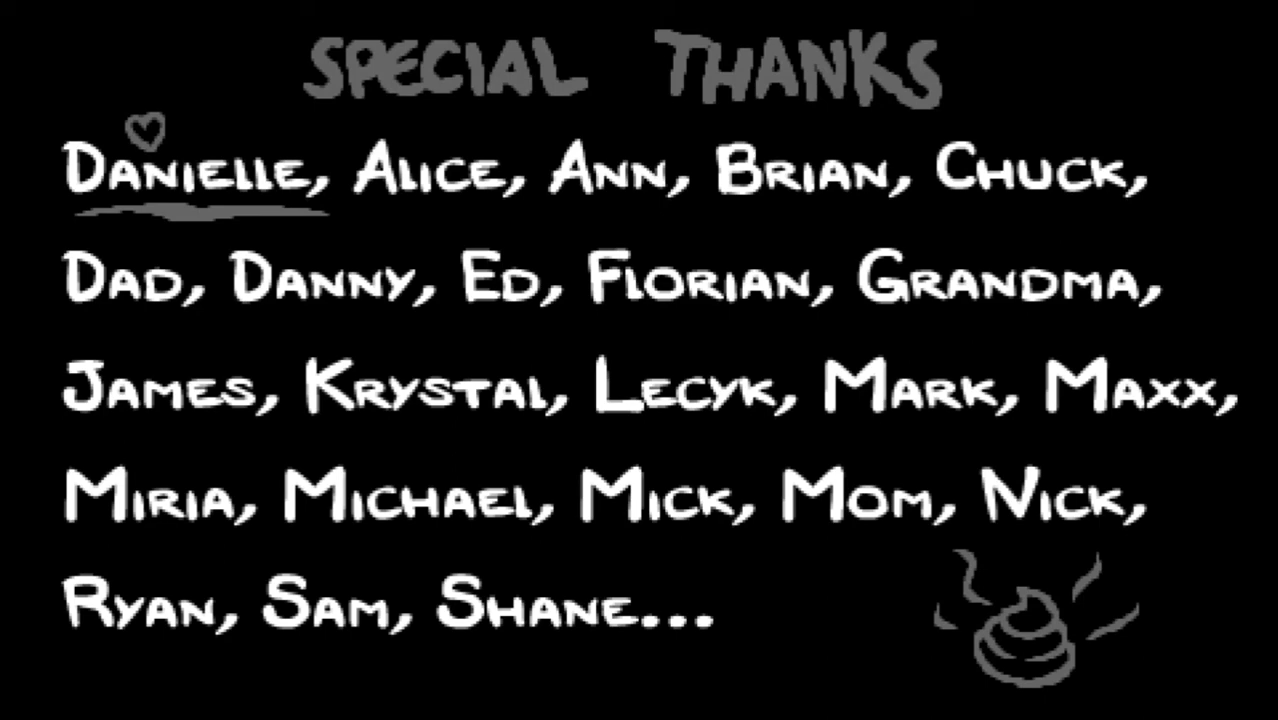 SPECIAL THANKS
DANIELLE, ALICE, ANN, BRIAN, CHUCK,
DAD, DANNY, ED, FLORIAN, GRANDMA,
JAMES, KRYSTAL, LECYK, MARK, MAXX,
MIRIA, MICHAEL, MICK, MOM, NICK,
RYAN, SAM, SHANE...